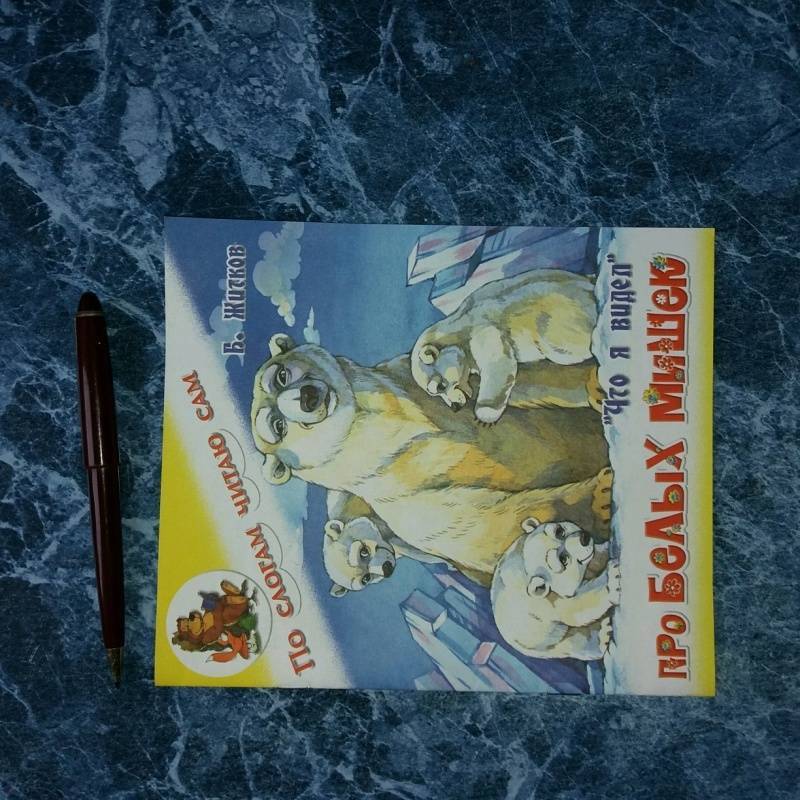 По слогам читаю сам
Б. Житков
"Что я видел"
ПРО БЕЛЫХ МИШЕК